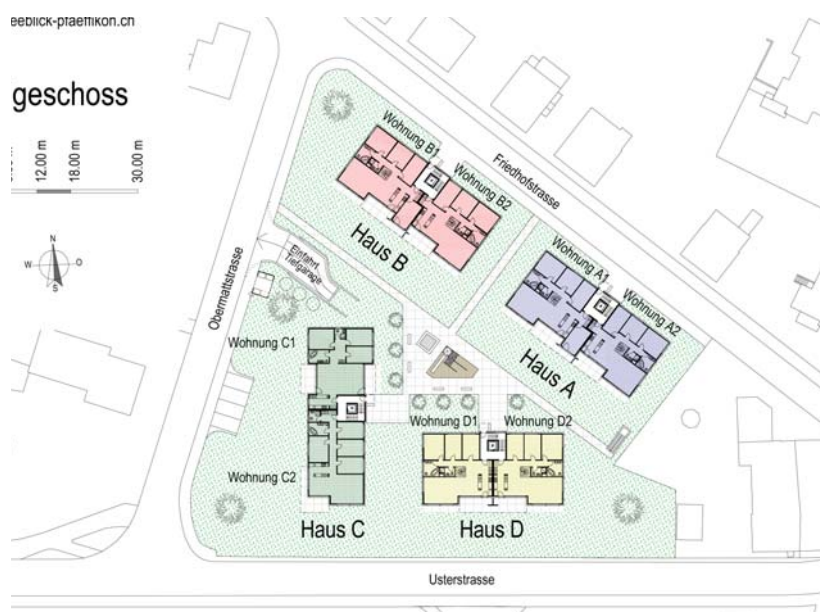 eeblick-pfaeffikon.ch
geschoss
12.00 m
18.00
30.00 m
N
W
O
S
Wohnung B1
Wohnung B2
Friedhofstrasse
Haus B
Einfahrt
Tiefgarage
Obermattstrasse
Wohnung A1
Wohnung A2
Haus A
Wohnung C1
Wohnung D1
Wohnung D2
Wohnung C2
Haus C
Haus D
Usterstrasse